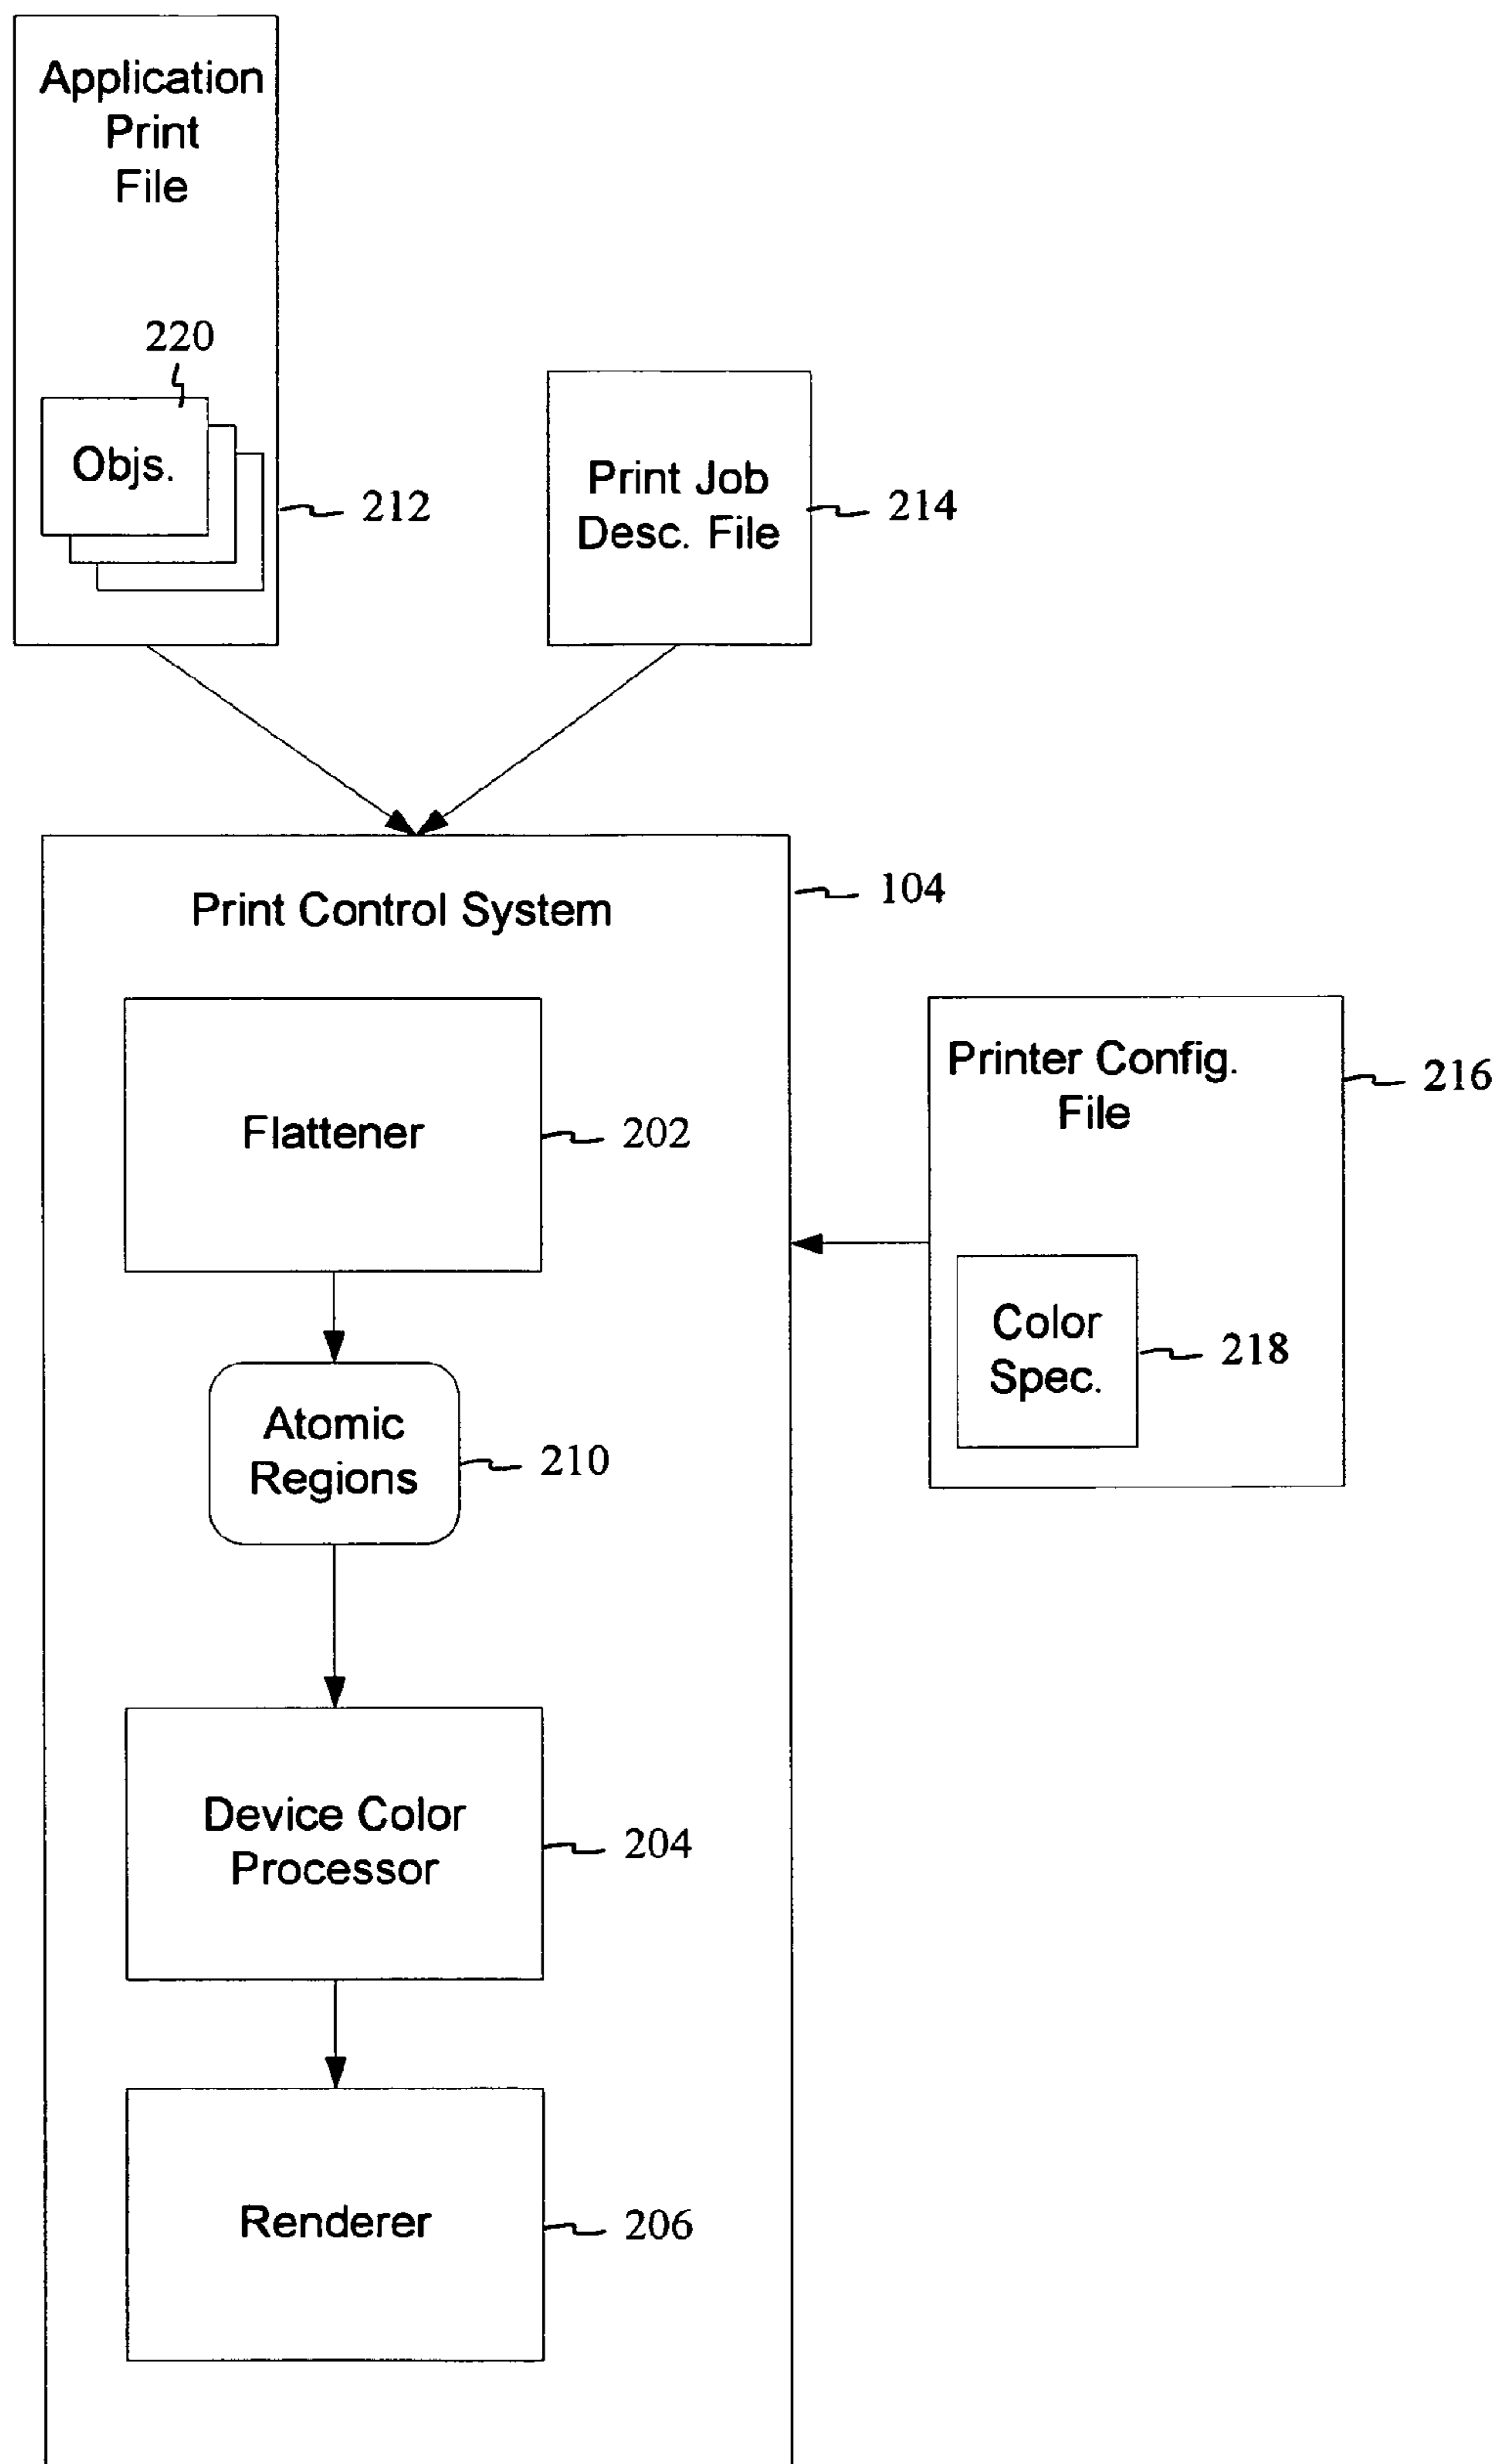 Application
Print
File
220
Objs.
212
Print Job
Desc. File
214
Print Control System
104
Flattener
202
Printer Config.
File
216
Color
Spec.
218
Atomic
Regions
210
Device Color
Processor
204
Renderer
206